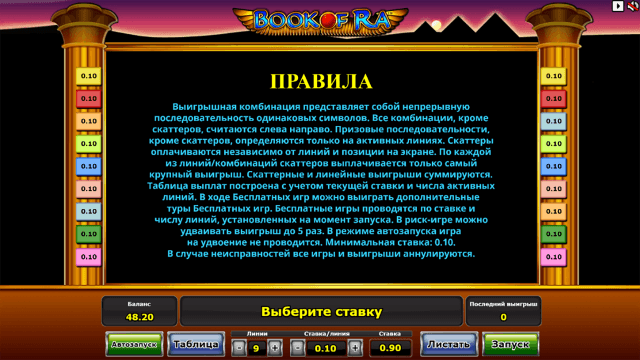 BOOK OF RA
ПРАВИЛА
Выигрышная комбинация представляет собой непрерывную
последовательность одинаковых символов. Все комбинации, кроме
скаттеров, считаются слева направо. Призовые последовательности,
кроме скаттеров, определяются только на активных линиях. Скаттеры
оплачиваются независимо от линий и позиции на экране. По каждой
из линий/комбинаций скаттеров выплачивается только самый
крупный выигрыш. Скаттерные и линейные выигрыши суммируются.
Таблица выплат построена с учетом текущей ставки и числа активных
линий. В ходе Бесплатных игр можно выиграть дополнительные
туры Бесплатных игр. Бесплатные игры проводятся по ставке и
числу линий, установленных на момент запуска. В риск-игре можно
удваивать выигрыш до 5 раз. В режиме автозапуска игра
на удвоение не проводится. Минимальная ставка: 0.10.
В случае неисправностей все игры и выигрыши аннулируются.
0.10 0.10
0.10 0.10
0.10 0.10
0.10 0.10
0.10 0.10
0.10 0.10
0.10 0.10
0.10 0.10
0.10 0.10
Баланс
48.20
Выберите ставку
Последний выигрыш
0
Линии Ставка/линия Ставка
Автозапуск Таблица - 9 + - 0.10 + 0.90 Листать Запуск